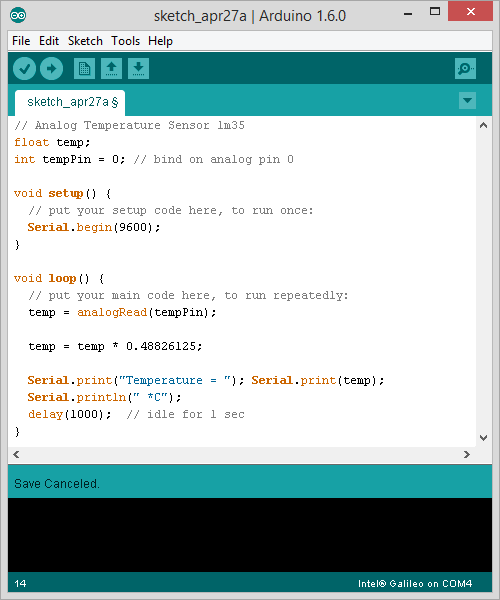 sketch_apr27a | Arduino 1.6.0
File Edit Sketch Tools Help
sketch_apr27a §
// Analog Temperature Sensor lm35
float temp;
int tempPin = 0; // bind on analog pin 0
void setup() {
// put your setup code here, to run once:
Serial.begin(9600);
}
void loop() {
// put your main code here, to run repeatedly:
temp = analogRead(tempPin);
temp = temp * 0.48826125;
Serial.print("Temperature = "); Serial.print(temp);
Serial.println(" *C");
delay(1000);  // idle for 1 sec
}
Save Canceled.
14 Intel® Galileo on COM4